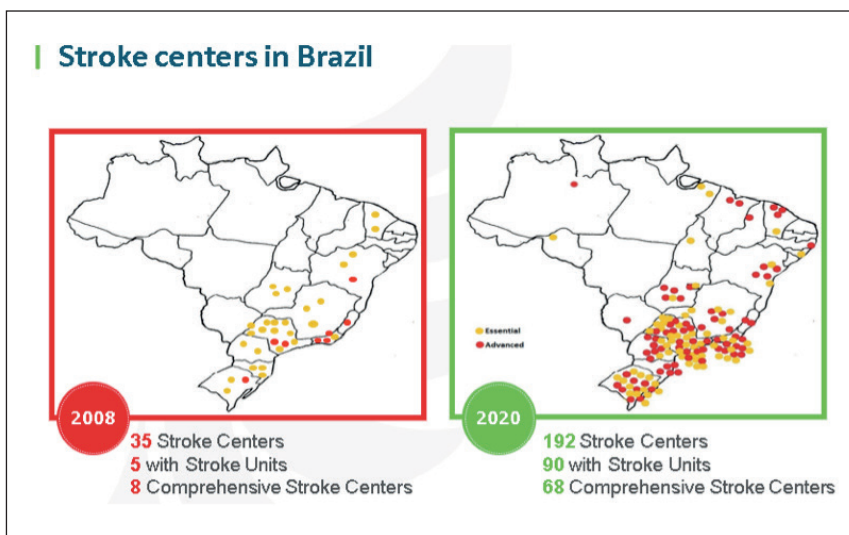 Stroke centers in Brazil
Essential
Advanced
2008
35 Stroke Centers
5 with Stroke Units
8 Comprehensive Stroke Centers
2020
192 Stroke Centers
90 with Stroke Units
68 Comprehensive Stroke Centers